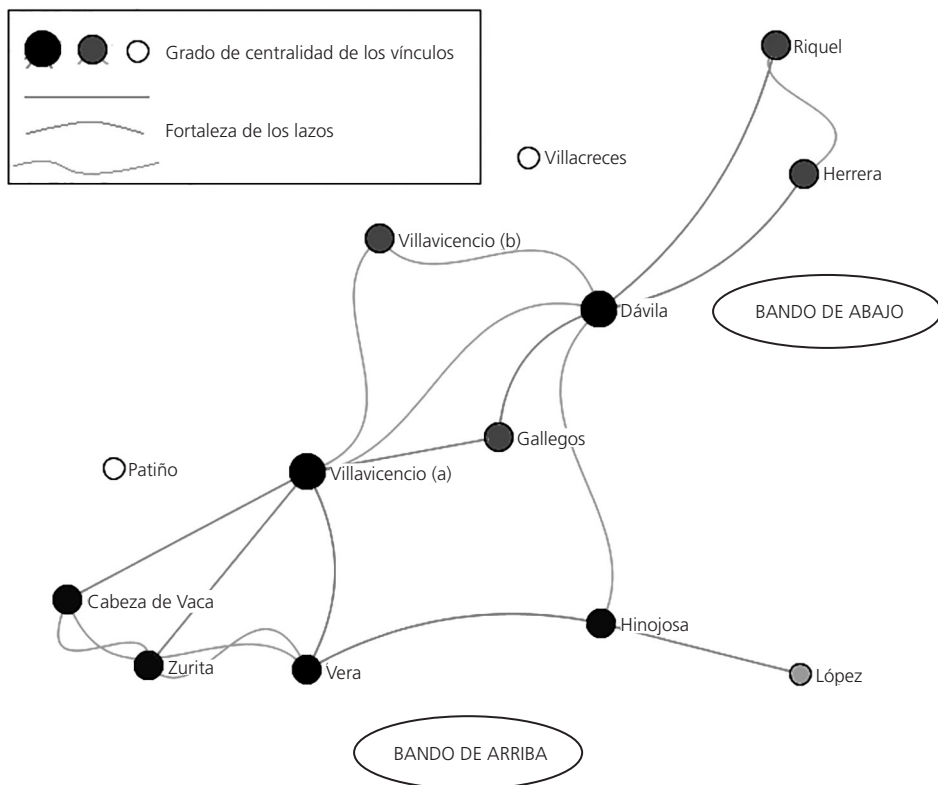 Grado de centralidad de los vínculos
Fortaleza de los lazos
Riquel
Villacreces
Herrera
Villavicencio (b)
Dávila
BANDO DE ABAJO
Gallegos
Patiño
Villavicencio (a)
Cabeza de Vaca
Hinojosa
Zurita
Vera
López
BANDO DE ARRIBA